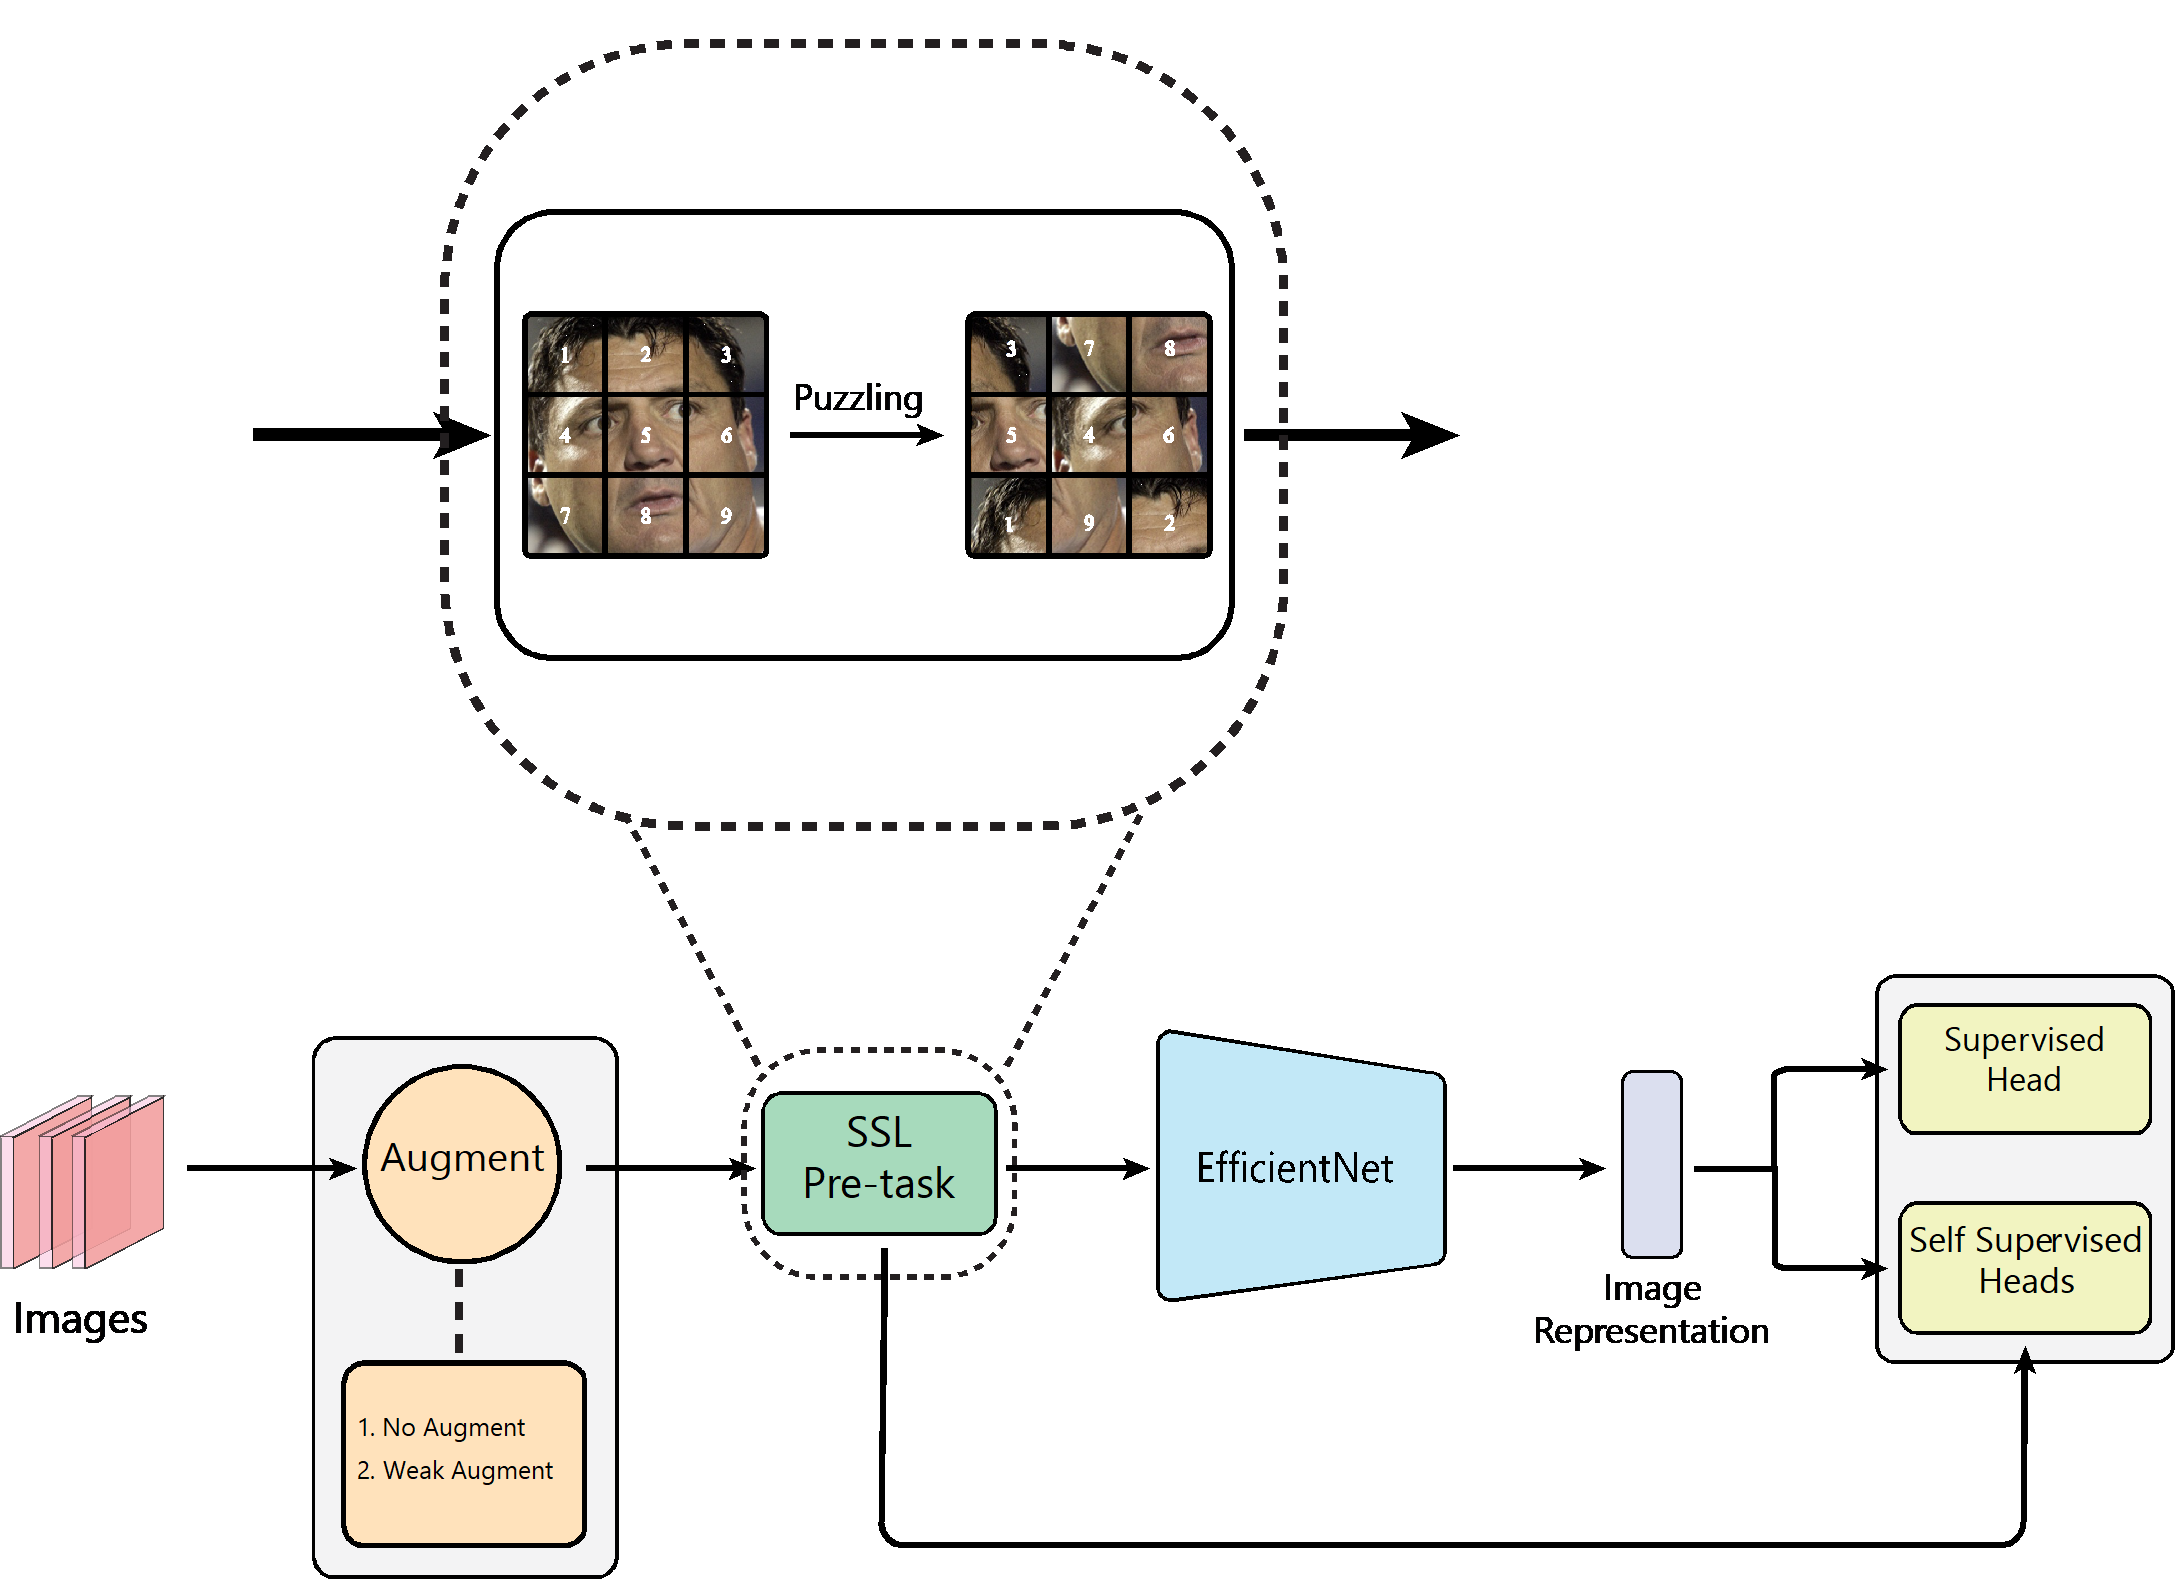 1 2 3
4 5 6
7 8 9
Puzzling
3 7 8
5 4 6
1 9 2
Images
Augment
1. No Augment
2. Weak Augment
SSL
Pre-task
EfficientNet
Image
Representation
Supervised
Head
Self Supervised
Heads